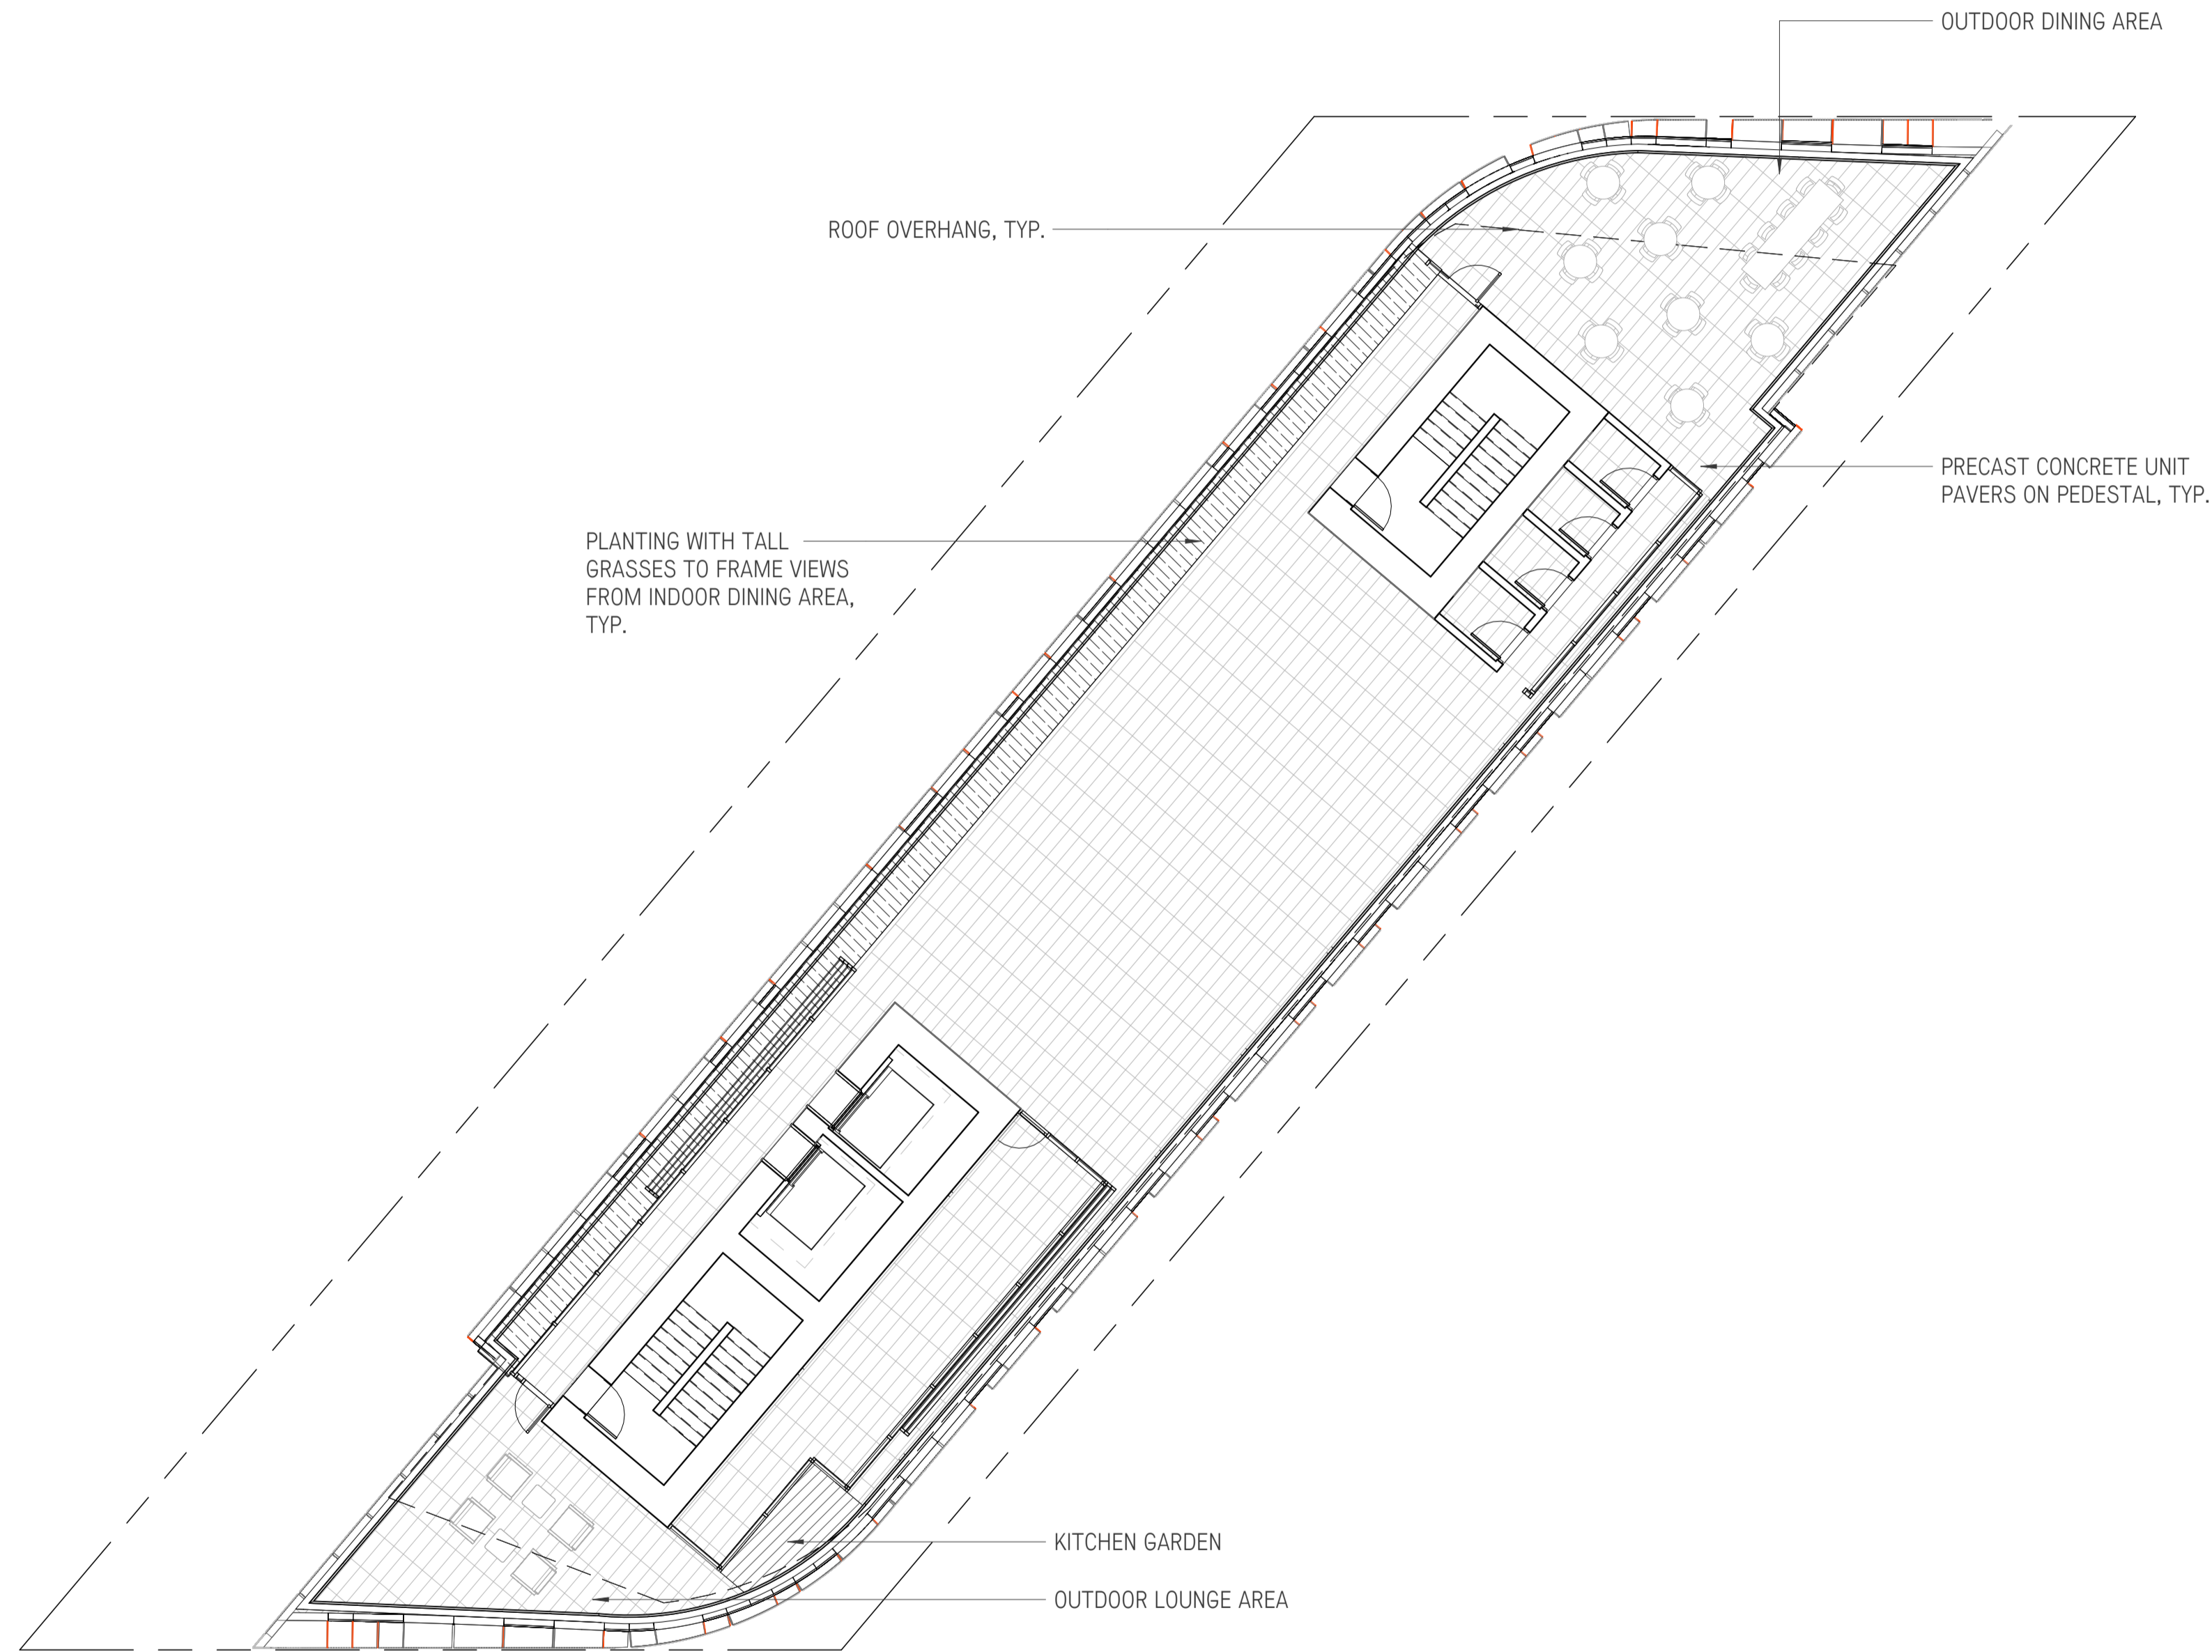 OUTDOOR DINING AREA
ROOF OVERHANG, TYP.
PRECAST CONCRETE UNIT
PAVERS ON PEDESTAL, TYP.
PLANTING WITH TALL
GRASSES TO FRAME VIEWS
FROM INDOOR DINING AREA,
TYP.
KITCHEN GARDEN
OUTDOOR LOUNGE AREA